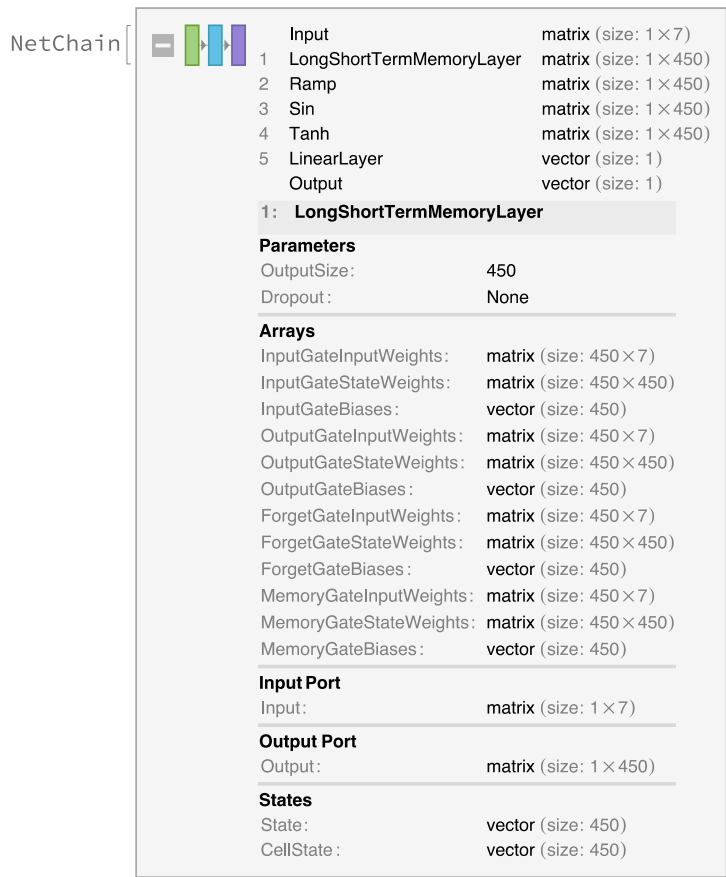 NetChain[
Input matrix (size: 1×7)
1 LongShortTermMemoryLayer matrix (size: 1×450)
2 Ramp matrix (size: 1×450)
3 Sin matrix (size: 1×450)
4 Tanh matrix (size: 1×450)
5 LinearLayer vector (size: 1)
Output vector (size: 1)
1: LongShortTermMemoryLayer
Parameters
OutputSize: 450
Dropout: None
Arrays
InputGateInputWeights: matrix (size: 450×7)
InputGateStateWeights: matrix (size: 450×450)
InputGateBiases: vector (size: 450)
OutputGateInputWeights: matrix (size: 450×7)
OutputGateStateWeights: matrix (size: 450×450)
OutputGateBiases: vector (size: 450)
ForgetGateInputWeights: matrix (size: 450×7)
ForgetGateStateWeights: matrix (size: 450×450)
ForgetGateBiases: vector (size: 450)
MemoryGateInputWeights: matrix (size: 450×7)
MemoryGateStateWeights: matrix (size: 450×450)
MemoryGateBiases: vector (size: 450)
Input Port
Input: matrix (size: 1×7)
Output Port
Output: matrix (size: 1×450)
States
State: vector (size: 450)
CellState: vector (size: 450)